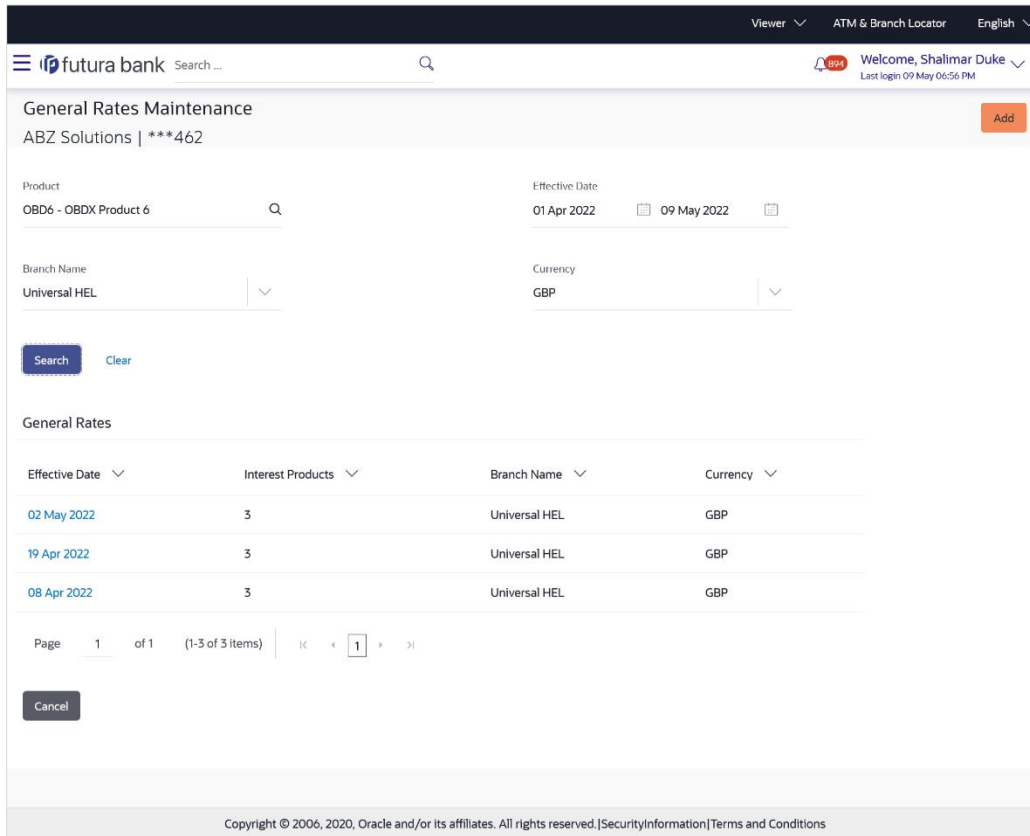 Viewer ATM & Branch Locator English
futura bank Search ... 894 Welcome, Shalimar Duke
Last login 09 May 06:56 PM
General Rates Maintenance
ABZ Solutions | ***462
Add
Product Effective Date
OBD6 - OBDX Product 6 01 Apr 2022 09 May 2022
Branch Name Currency
Universal HEL GBP
Search Clear
General Rates
Effective Date Interest Products Branch Name Currency
02 May 2022 3 Universal HEL GBP
19 Apr 2022 3 Universal HEL GBP
08 Apr 2022 3 Universal HEL GBP
Page 1 of 1 (1-3 of 3 items) 1
Cancel
Copyright © 2006, 2020, Oracle and/or its affiliates. All rights reserved.|SecurityInformation|Terms and Conditions